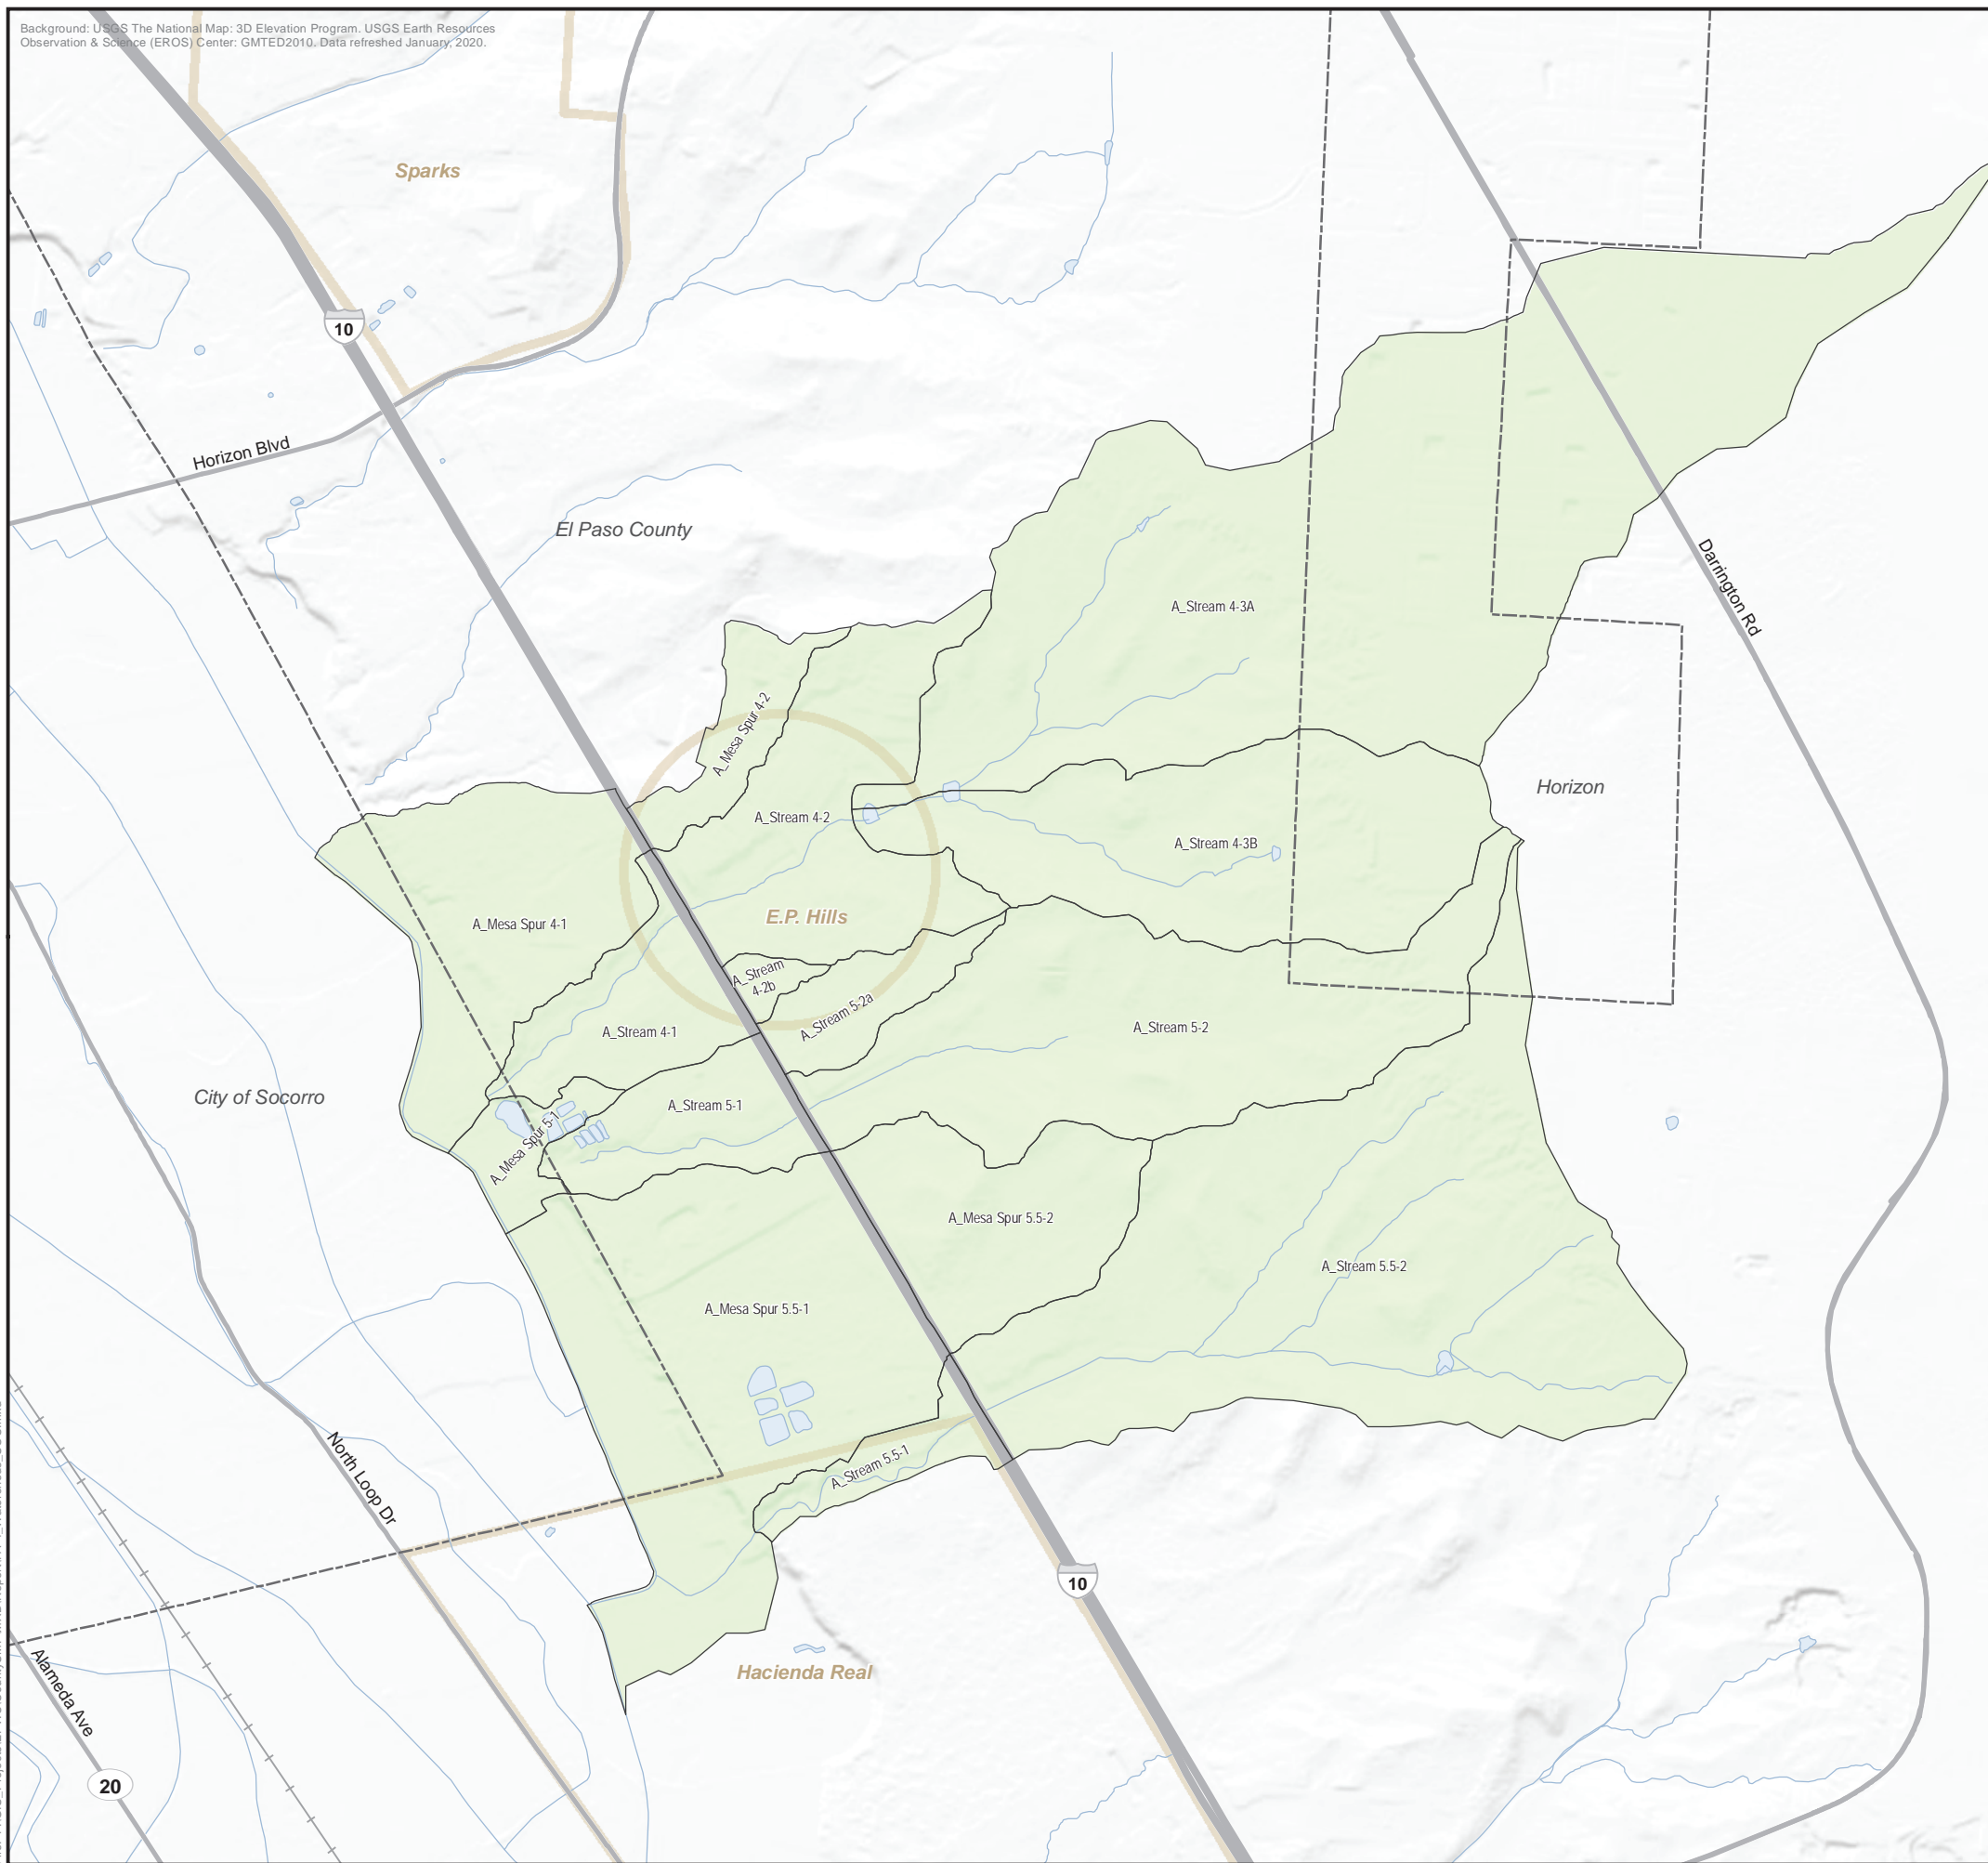 Background: USGS The National Map: 3D Elevation Program. USGS Earth Resources
Observation & Science (EROS) Center: GMTED2010. Data refreshed January, 2020.
Sparks
10
Horizon Blvd
El Paso County
Darrington Rd
A_Stream 4-3A
A_Mesa Spur 4-2
Horizon
A_Stream 4-2
A_Stream 4-3B
E.P. Hills
A_Mesa Spur 4-1
A_Stream
4-2b
A_Stream 5-2a
A_Stream 4-1
A_Stream 5-2
City of Socorro
A_Stream 5-1
A_Mesa Spur 5-1
A_Mesa Spur 5.5-2
A_Stream 5.5-2
A_Mesa Spur 5.5-1
A_Stream 5.5-1
North Loop Dr
10
Hacienda Real
Alameda Ave
20